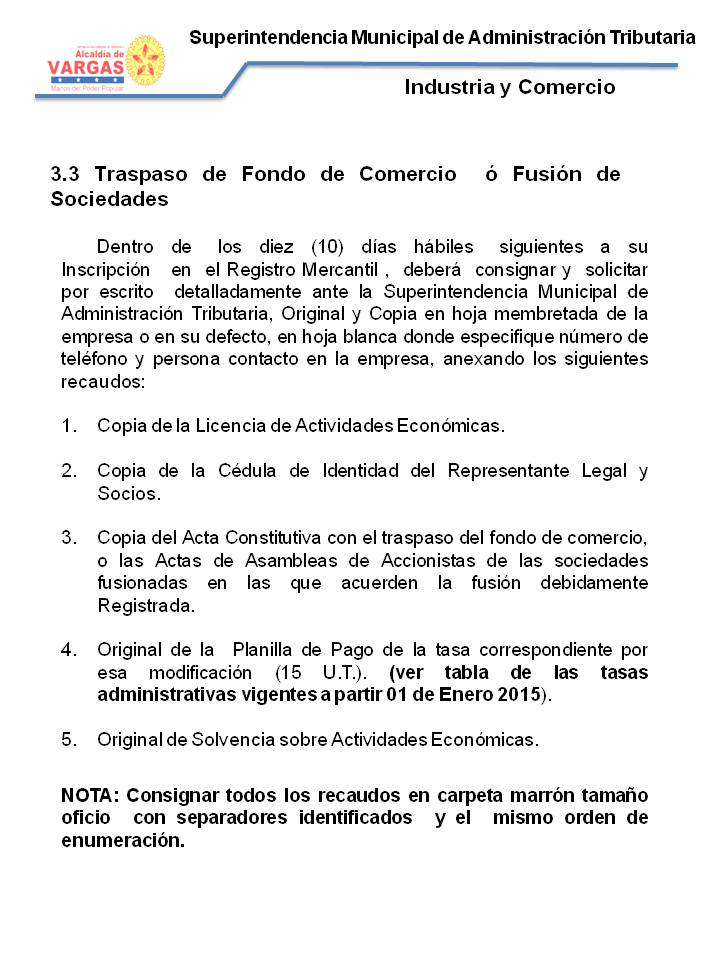 Superintendencia Municipal de Administración Tributaria
Alcaldía de
VARGAS
Manos del Poder Popular
Industria y Comercio
3.3 Traspaso de Fondo de Comercio ó Fusión de
Sociedades
Dentro de los diez (10) días hábiles siguientes a su
Inscripción en el Registro Mercantil , deberá consignar y solicitar
por escrito detalladamente ante la Superintendencia Municipal de
Administración Tributaria, Original y Copia en hoja membretada de la
empresa o en su defecto, en hoja blanca donde especifique número de
teléfono y persona contacto en la empresa, anexando los siguientes
recaudos:
1. Copia de la Licencia de Actividades Económicas.
2. Copia de la Cédula de Identidad del Representante Legal y
Socios.
3. Copia del Acta Constitutiva con el traspaso del fondo de comercio,
o las Actas de Asambleas de Accionistas de las sociedades
fusionadas en las que acuerden la fusión debidamente
Registrada.
4. Original de la Planilla de Pago de la tasa correspondiente por
esa modificación (15 U.T.). (ver tabla de las tasas
administrativas vigentes a partir 01 de Enero 2015).
5. Original de Solvencia sobre Actividades Económicas.
NOTA: Consignar todos los recaudos en carpeta marrón tamaño
oficio con separadores identificados y el mismo orden de
enumeración.